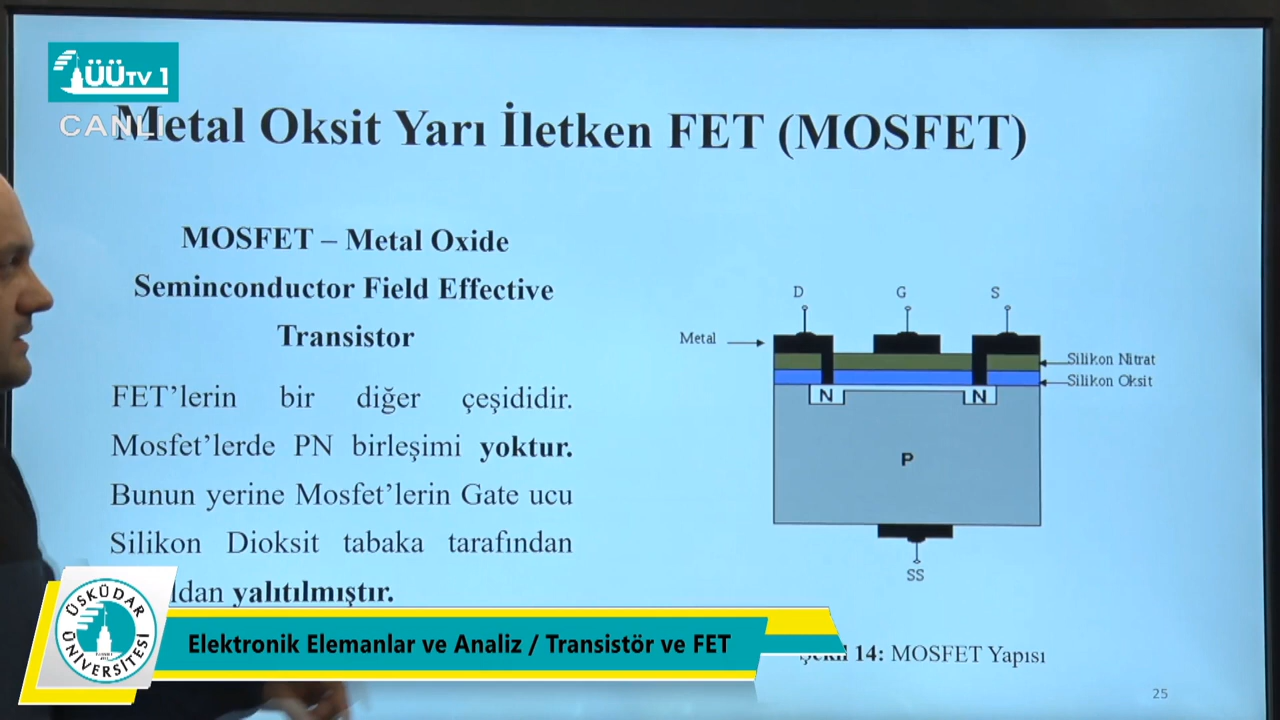 ÜÜTV 1
CANLI
Metal Oksit Yarı İletken FET (MOSFET)
MOSFET – Metal Oxide
Seminconductor Field Effective
Transistor
FET’lerin bir diğer çeşididir.
Mosfet’lerde PN birleşimi yoktur.
Bunun yerine Mosfet’lerin Gate ucu
Silikon Dioksit tabaka tarafından
yalıtılmıştır.
D G S
Metal
Silikon Nitrat
Silikon Oksit
N N
P
SS
14: MOSFET Yapısı
25
ÜSKÜDAR ÜNİVERSİTESİ
Elektronik Elemanlar ve Analiz / Transistör ve FET